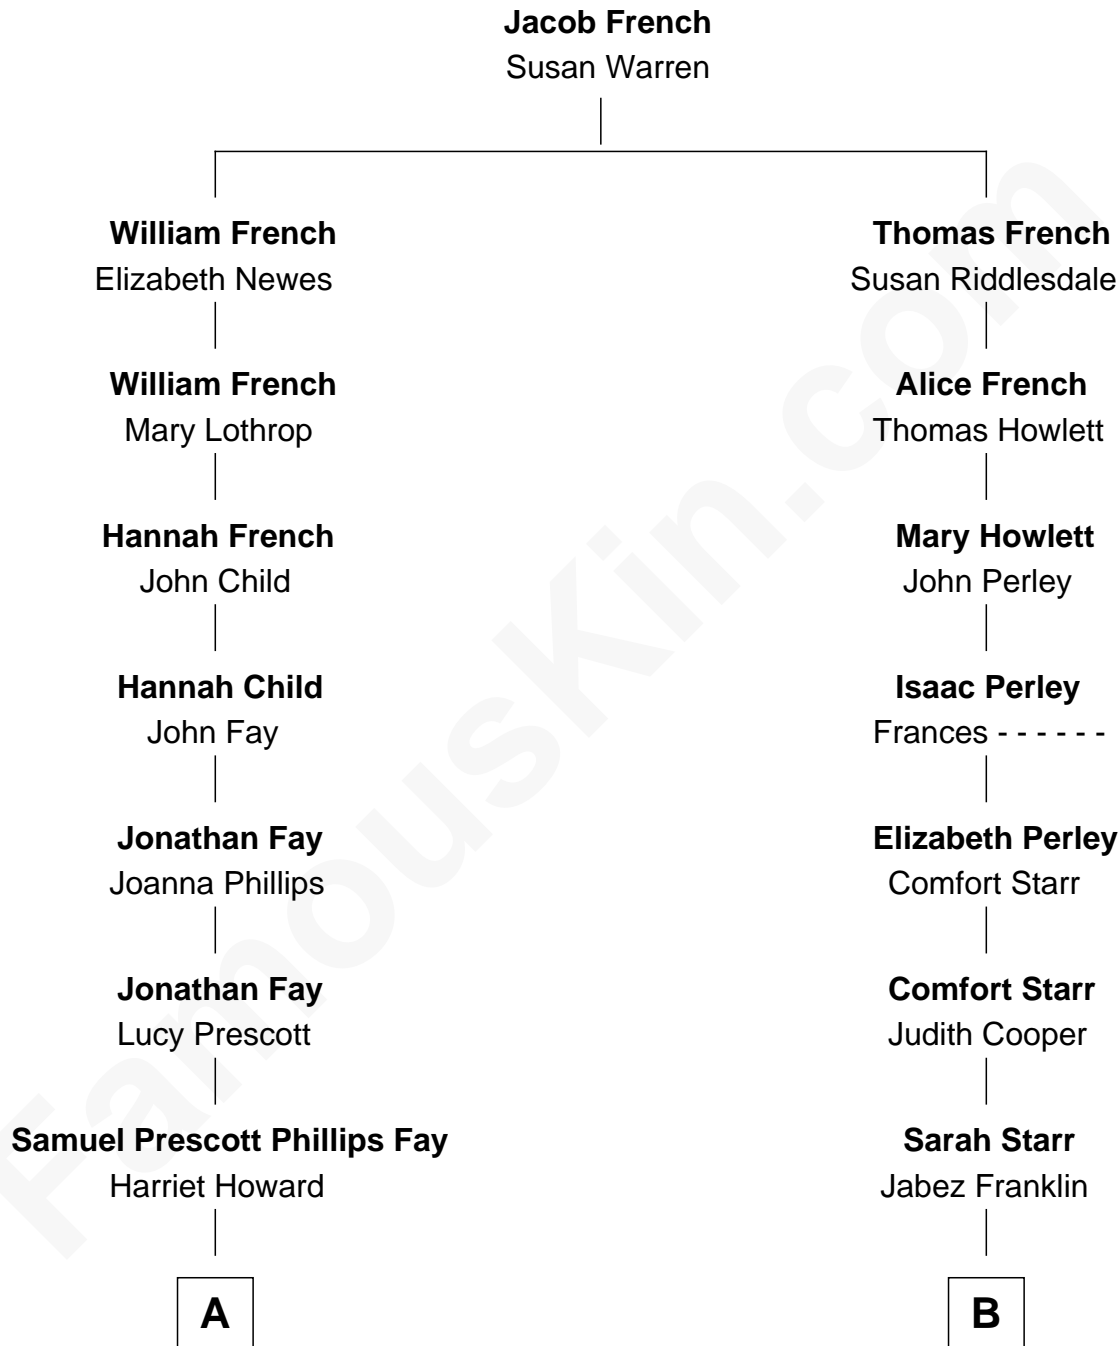 Jacob French
Susan Warren
William French
Elizabeth Newes
Thomas French
Susan Riddlesdale
William French
Mary Lothrop
Alice French
Thomas Howlett
Hannah French
John Child
Mary Howlett
John Perley
Hannah Child
John Fay
Isaac Perley
Frances - - - - - -
Jonathan Fay
Joanna Phillips
Elizabeth Perley
Comfort Starr
Jonathan Fay
Lucy Prescott
Comfort Starr
Judith Cooper
Samuel Prescott Phillips Fay
Harriet Howard
Sarah Starr
Jabez Franklin
A
B
FamousKin.com